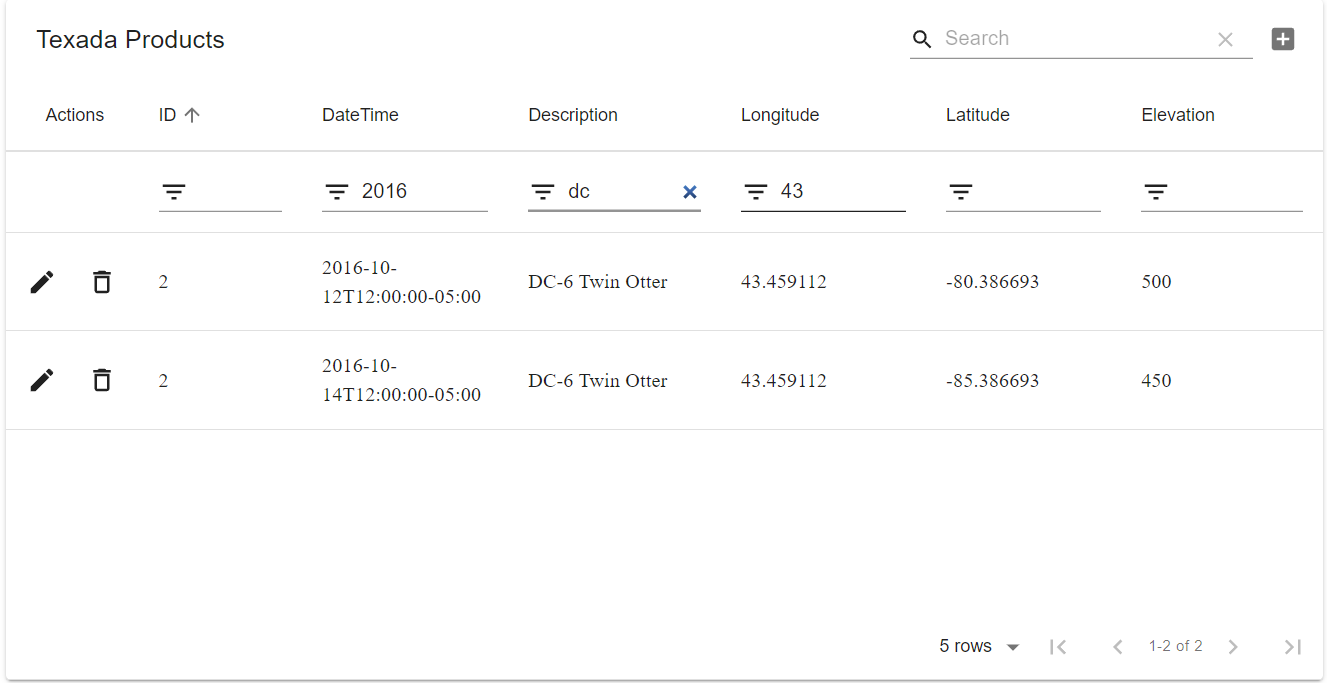 Texada Products
Search
Actions ID DateTime Description Longitude Latitude Elevation
2016 dc 43
2 2016-10-
12T12:00:00-05:00 DC-6 Twin Otter 43.459112 -80.386693 500
2 2016-10-
14T12:00:00-05:00 DC-6 Twin Otter 43.459112 -85.386693 450
5 rows 1-2 of 2